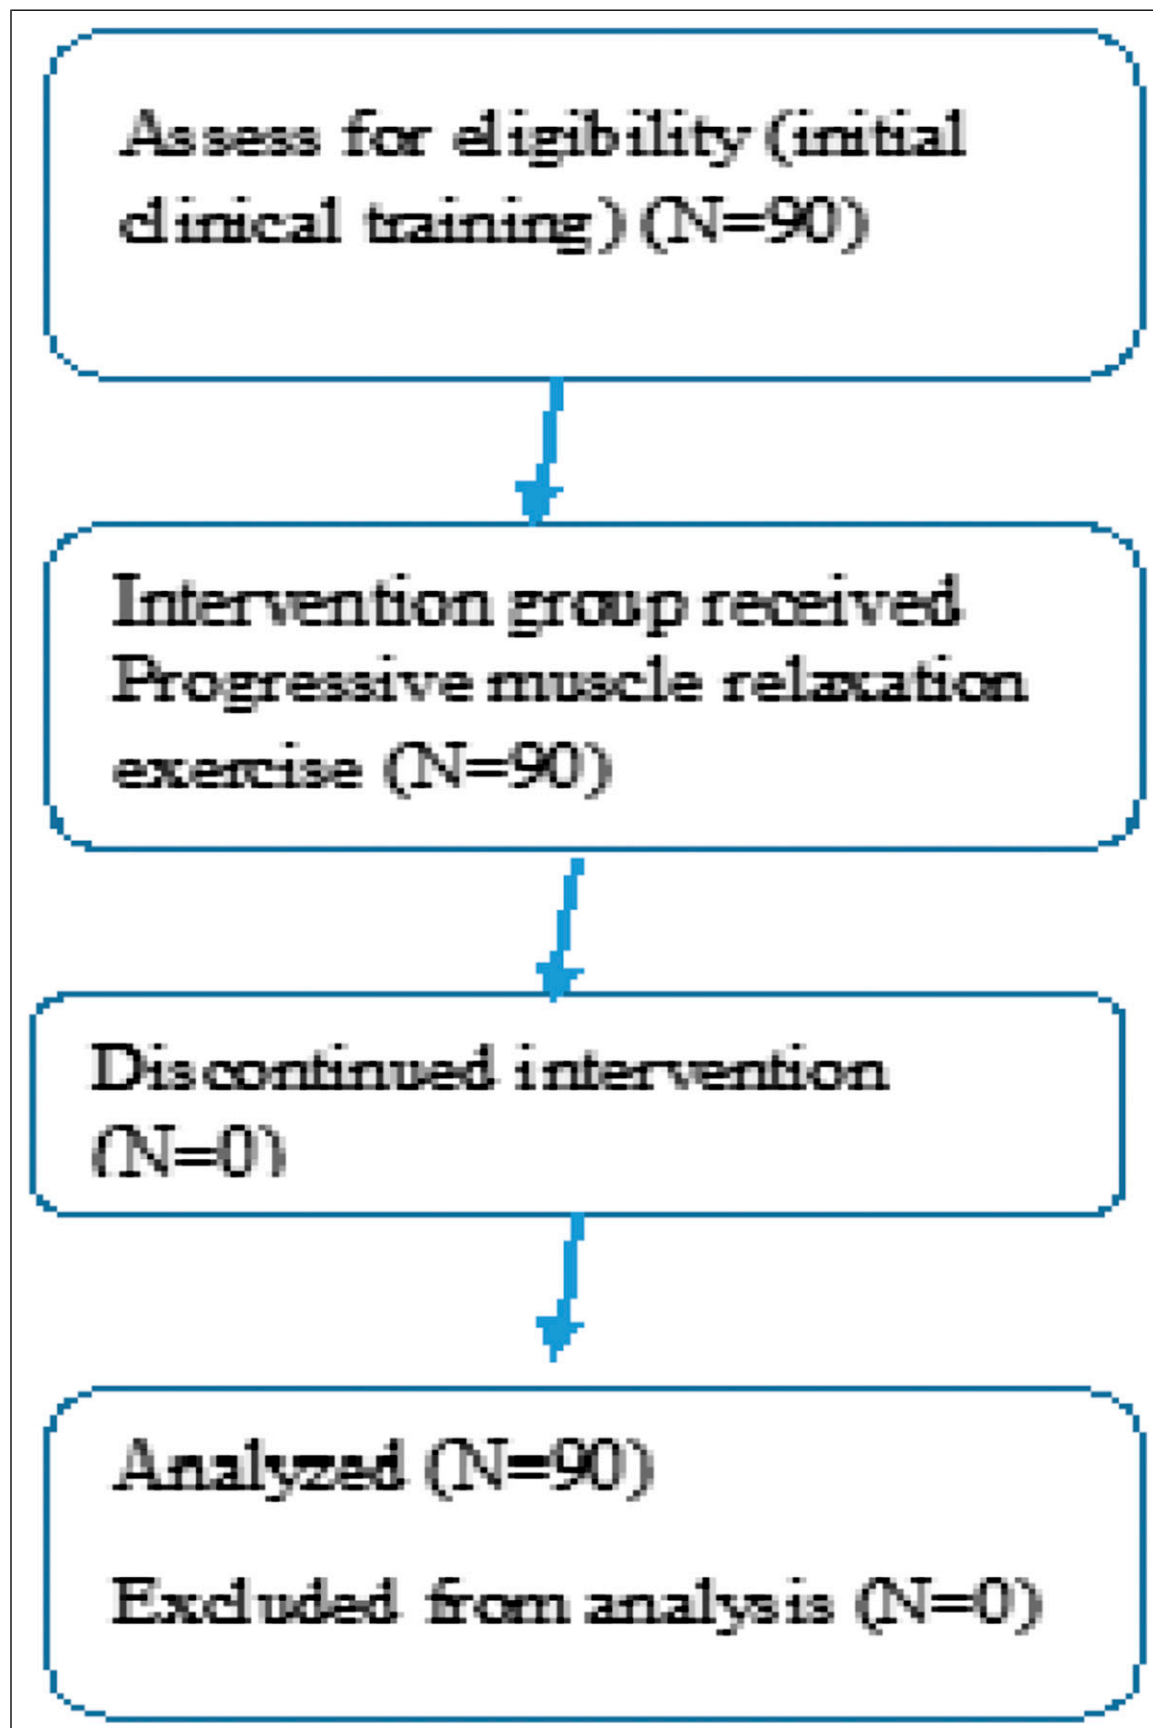 Assess for eligibility (initial
clinical training) (N=90)
Intervention group received
Progressive muscle relaxation
exercise (N=90)
Discontinued intervention
(N=0)
Analyzed (N=90)
Excluded from analysis (N=0)